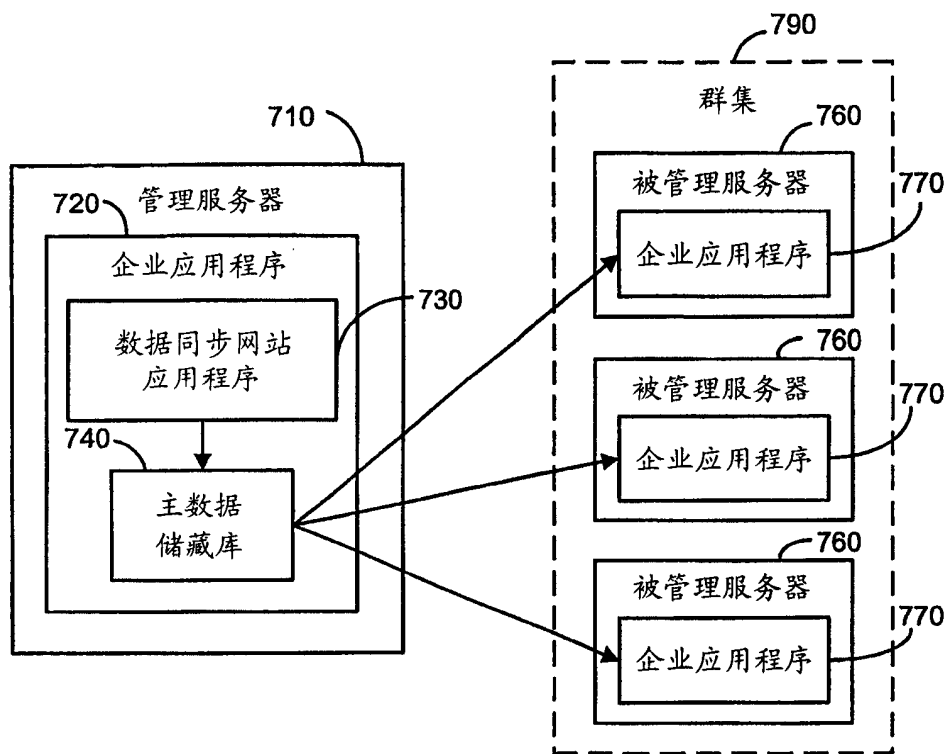 710
管理服务器
720
企业应用程序
730
数据同步网站
应用程序
740
主数据
储藏库
790
群集
760
被管理服务器
770
企业应用程序
760
被管理服务器
770
企业应用程序
760
被管理服务器
770
企业应用程序